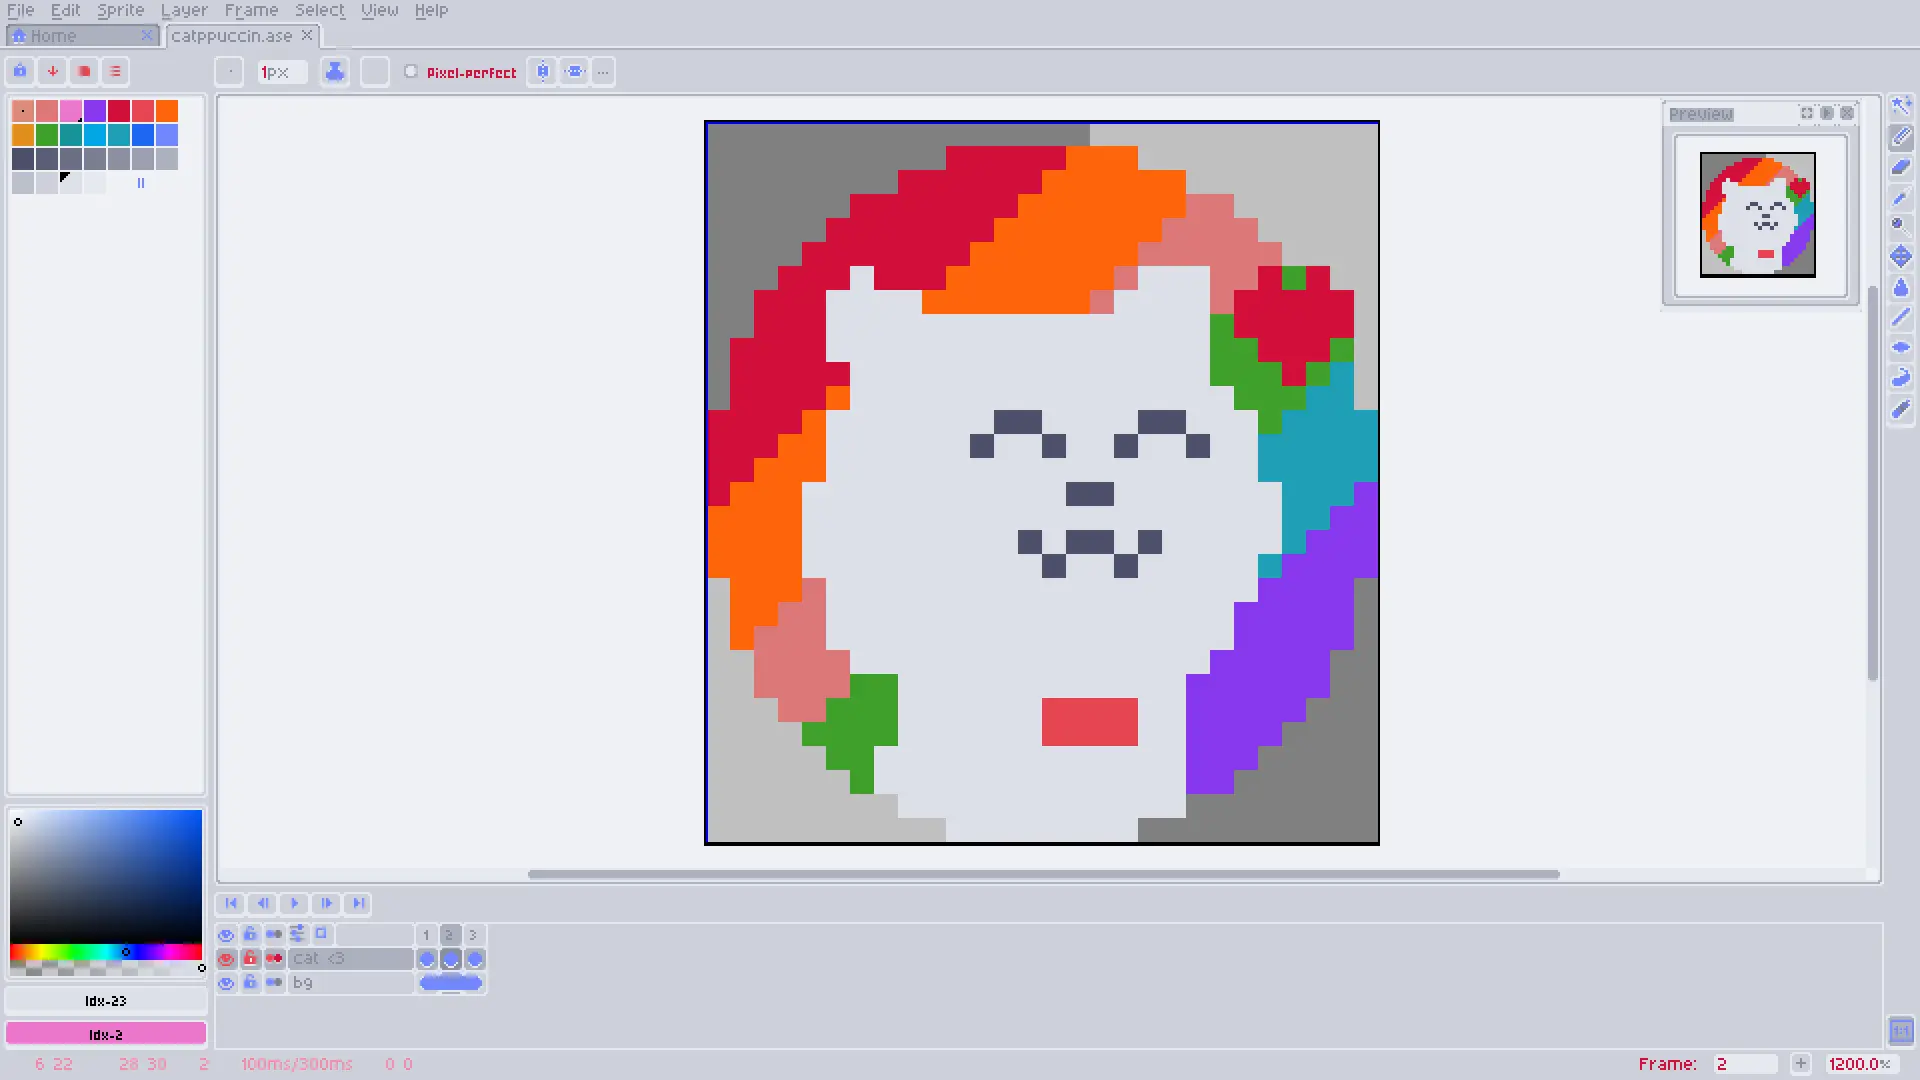 File Edit Sprite Layer Frame Select View Help
Home catppuccin.ase
1px Pixel-perfect
Preview
1 2 3
cat <3
bg
Idx-23
Idx-2
6 22 28 30 2 100ms/300ms 0 0
Frame: 2 + 1200.0%
1:1